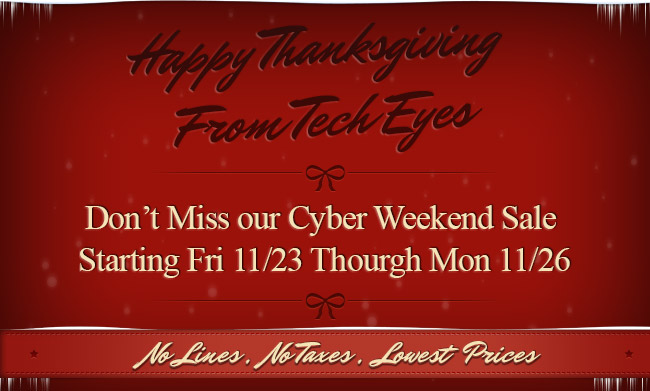 Happy Thanksgiving
From Tech Eyes
Don't Miss our Cyber Weekend Sale
Starting Fri 11/23 Thourgh Mon 11/26
No Lines, No Taxes, Lowest Prices